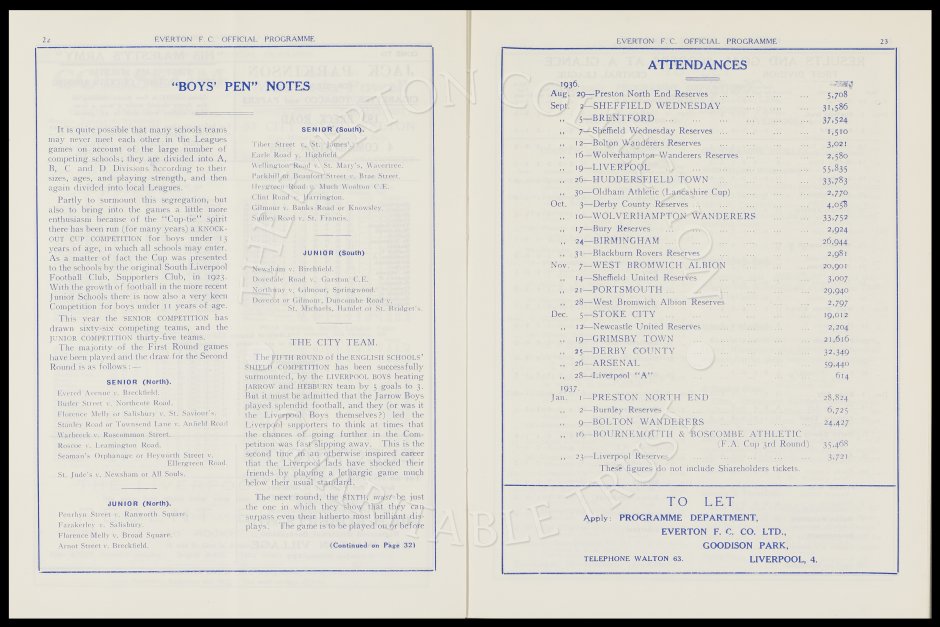 22
EVERTON F. C. OFFICIAL PROGRAMME
"BOYS' PEN" NOTES
It is quite possible that many schools teams
may never meet each other in the Leagues
games on account of the large number of
competing schools; they are divided into A,
B, C and D Divisions according to their
sizes, ages, and playing strength, and then
again divided into local Leagues.
Partly to surmount this segregation, but
also to bring into the games a little more
enthusiasm because of the "Cup-tie" spirit
there has been run (for many years) a KNOCK-
OUT CUP COMPETITION for boys under 13
years of age, in which all schools may enter.
As a matter of fact the Cup was presented
to the schools by the original South Liverpool
Football Club, Supporters Club, in 1923.
With the growth of football in the more recent
Junior Schools there is now also a very keen
Competition for boys under 11 years of age.
This year the SENIOR COMPETITION has
drawn sixty-six competing teams, and the
JUNIOR COMPETITION thirty-five teams.
The majority of the First Round games
have been played and the draw for the Second
Round is as follows:—
SENIOR (North).
Evered Avenue v. Breckfield.
Butler Street v. Northcote Road.
Florence Melly or Salisbury v. St. Saviour's.
Stanley Road or Townsend Lane v. Anfield Road
Warbreck v. Roscommon Street.
Roscoe v. Leamington Road.
Seaman's Orphanage or Heyworth Street v.
Ellergreen Road.
St. Jude's v. Newsham or All Souls.
JUNIOR (North).
Penrhyn Street v. Ranworth Square.
Fazakerley v. Salisbury.
Florence Melly v. Broad Square.
Arnot Street v. Breckfield.
SENIOR (South).
Tiber Street v. St. James'.
Earle Road v. Highfield.
Wellington Road v. St. Mary's, Wavertree.
Parkhill or Beaufort Street v. Brae Street.
Heygreen Road v. Much Woolton C.E.
Clint Road v. Harrington.
Gilmour v. Banks Road or Knowsley.
Sudley Road v. St. Francis.
JUNIOR (South)
Newsham v. Birchfield.
Dovedale Road v. Garston C.E.
Northway v. Gilmour, Springwood.
Dovecot or Gilmour, Duncombe Road v.
St. Michaels, Hamlet or St. Bridget's.
THE CITY TEAM.
The FIFTH ROUND of the ENGLISH SCHOOLS'
SHIELD COMPETITION has been successfully
surmounted, by the LIVERPOOL BOYS beating
JARROW and HEBBURN team by 5 goals to 3.
But it must be admitted that the Jarrow Boys
played splendid football, and they (or was it
the Liverpool Boys themselves?) led the
Liverpool supporters to think at times that
the chances of going further in the Com-
petition was fast slipping away. This is the
second time in an otherwise inspired career
that the Liverpool lads have shocked their
friends by playing a lethargic game much
below their usual standard.
The next round, the SIXTH, must be just
the one in which they show that they can
surpass even their hitherto most brilliant dis-
plays. The game is to be played on or before
(Continued on Page 32)
EVERTON F. C. OFFICIAL PROGRAMME
23
ATTENDANCES
1936.
Aug. 29—Preston North End Reserves ... 5,708
Sept. 2—SHEFFIELD WEDNESDAY ... 31,586
„ 5—BRENTFORD ... 37,524
„ 7—Sheffield Wednesday Reserves ... 1,510
„ 12—Bolton Wanderers Reserves ... 3,021
„ 16—Wolverhampton Wanderers Reserves ... 2,580
„ 19—LIVERPOOL ... 55,835
„ 26—HUDDERSFIELD TOWN ... 33,783
„ 30—Oldham Athletic (Lancashire Cup) ... 2,770
Oct. 3—Derby County Reserves ... 4,058
„ 10—WOLVERHAMPTON WANDERERS ... 33,752
„ 17—Bury Reserves ... 2,924
„ 24—BIRMINGHAM ... 26,944
„ 31—Blackburn Rovers Reserves ... 2,981
Nov. 7—WEST BROMWICH ALBION ... 20,901
„ 14—Sheffield United Reserves ... 3,007
„ 21—PORTSMOUTH ... 29,940
„ 28—West Bromwich Albion Reserves ... 2,797
Dec. 5—STOKE CITY ... 19,012
„ 12—Newcastle United Reserves ... 2,204
„ 19—GRIMSBY TOWN ... 21,616
„ 25—DERBY COUNTY ... 32,349
„ 26—ARSENAL ... 59,440
„ 28—Liverpool "A" ... 614
1937.
Jan. 1—PRESTON NORTH END ... 28,824
„ 2—Burnley Reserves ... 6,725
„ 9—BOLTON WANDERERS ... 24,427
„ 16—BOURNEMOUTH & BOSCOMBE ATHLETIC
(F.A. Cup 3rd Round) 35,468
„ 23—Liverpool Reserves ... 3,721
These figures do not include Shareholders tickets.
TO LET
Apply: PROGRAMME DEPARTMENT,
EVERTON F. C. CO. LTD.,
GOODISON PARK,
TELEPHONE WALTON 63. LIVERPOOL, 4.